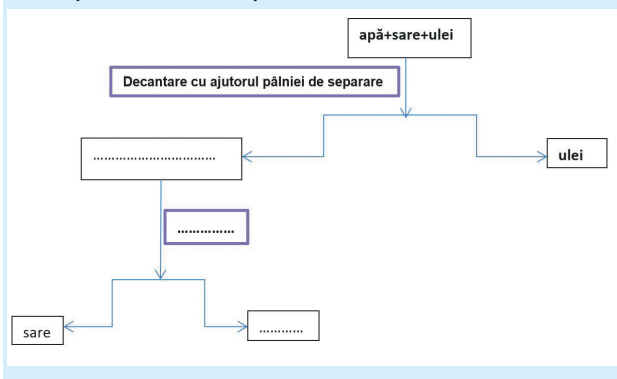 apă+sare+ulei
Decantare cu ajutorul pâlniei de separare
................................
ulei
...............
sare
............